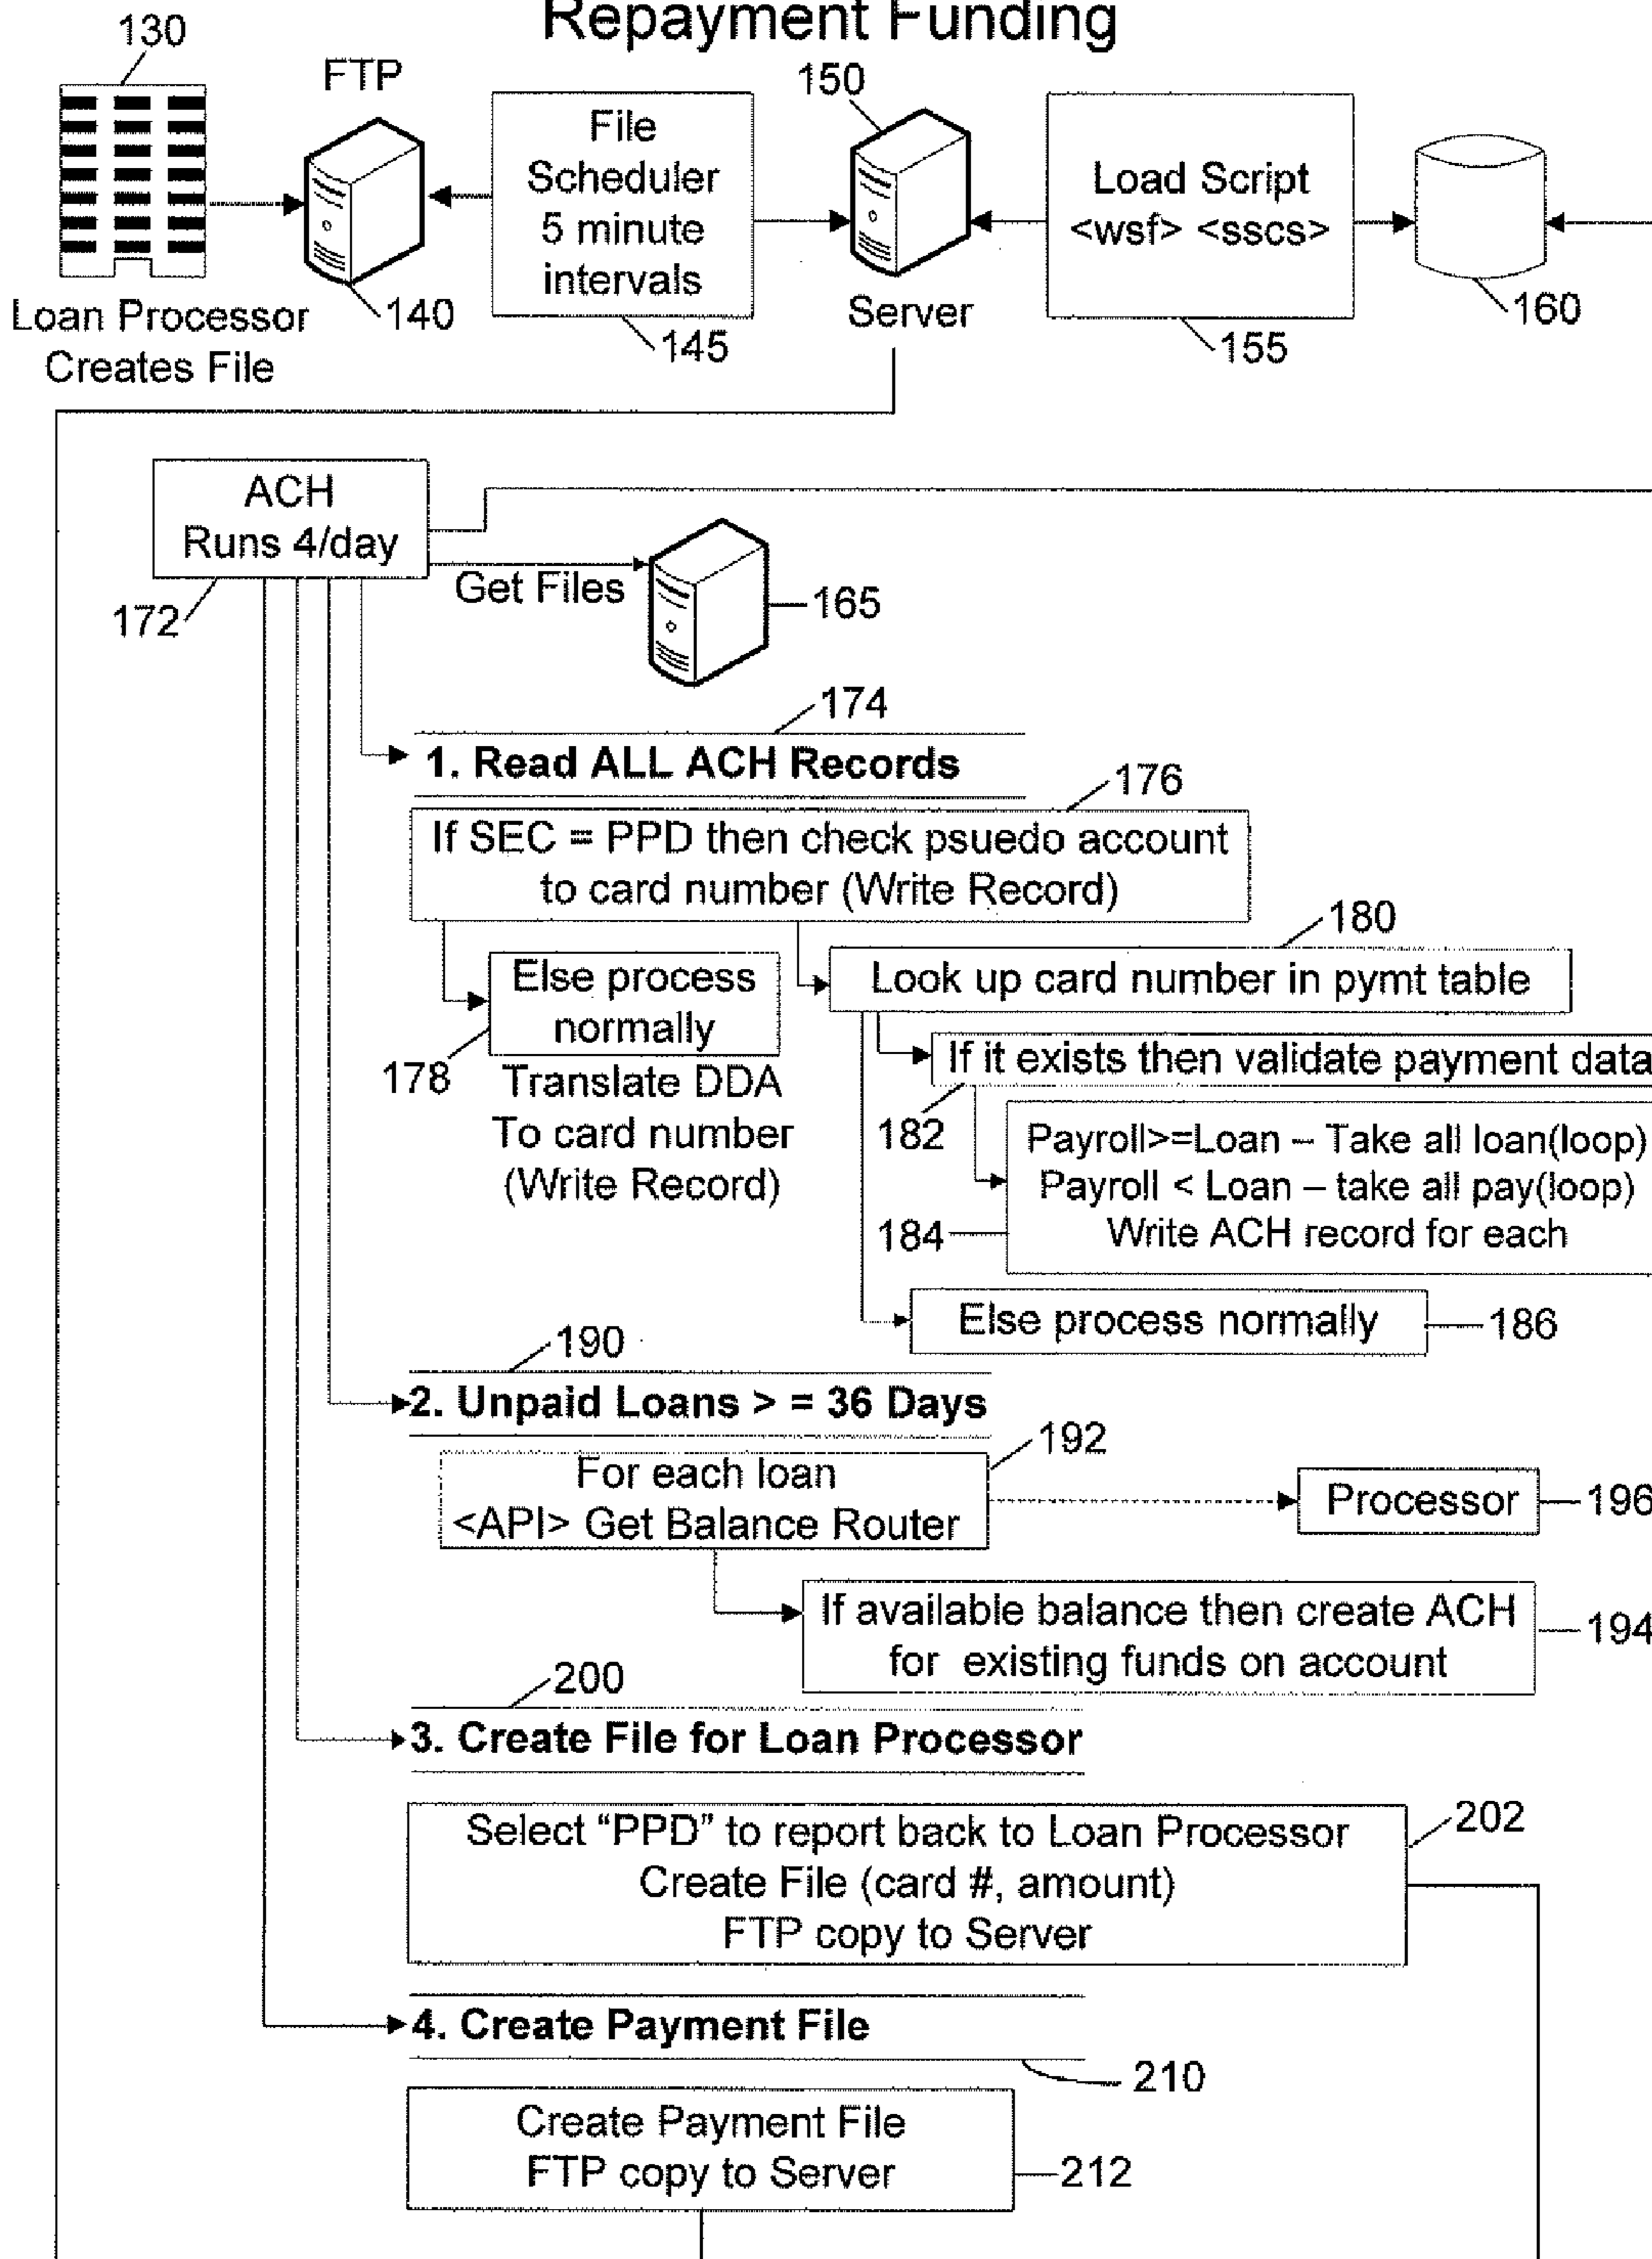 Repayment Funding
130
FTP
150
File
Scheduler
5 minute
intervals
Load Script
<wsf> <sscs>
Loan Processor
Creates File
140
145
Server
155
160
ACH
Runs 4/day
172
Get Files
165
174
1. Read ALL ACH Records
176
If SEC = PPD then check psuedo account
to card number (Write Record)
180
Else process
normally
178
Translate DDA
To card number
(Write Record)
Look up card number in pymt table
If it exists then validate payment data
182
Payroll>=Loan – Take all loan(loop)
Payroll < Loan – take all pay(loop)
Write ACH record for each
184
Else process normally
186
190
2. Unpaid Loans > = 36 Days
192
For each loan
<API> Get Balance Router
Processor
196
If available balance then create ACH
for existing funds on account
194
200
3. Create File for Loan Processor
Select “PPD” to report back to Loan Processor
Create File (card #, amount)
FTP copy to Server
202
4. Create Payment File
210
Create Payment File
FTP copy to Server
212